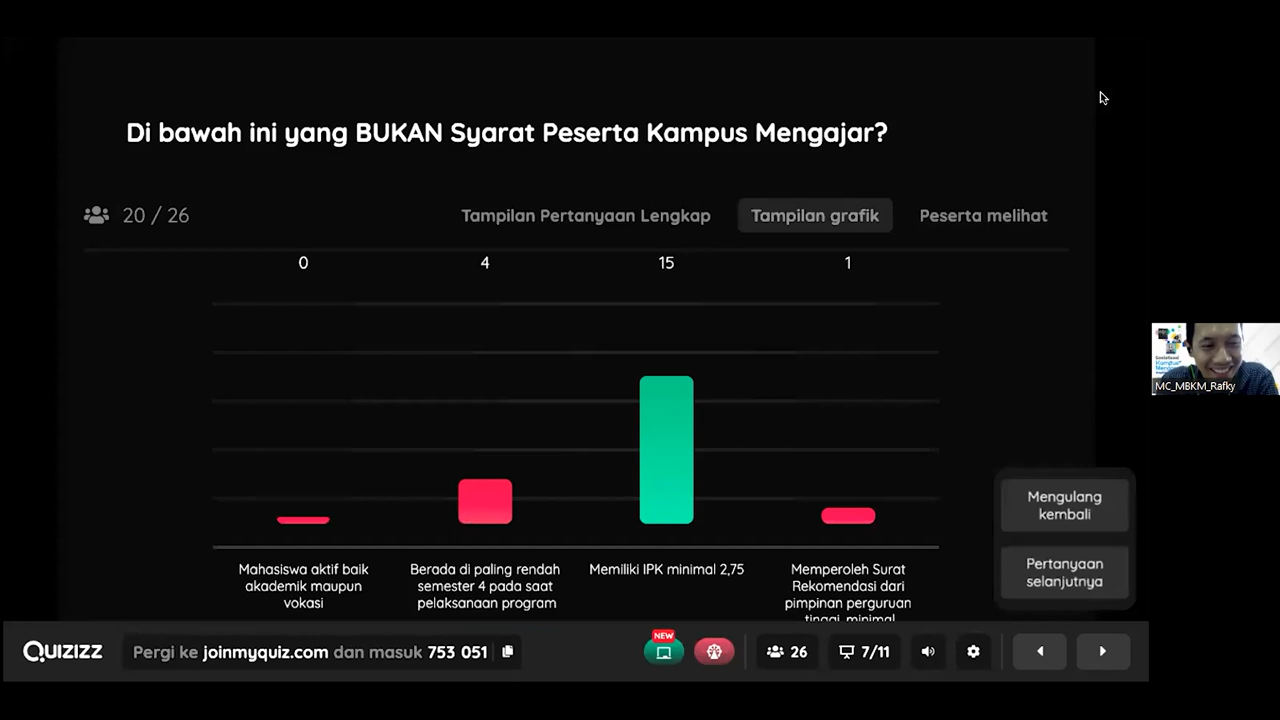 Di bawah ini yang BUKAN Syarat Peserta Kampus Mengajar?
20 / 26
Tampilan Pertanyaan Lengkap
Tampilan grafik
Peserta melihat
0
4
15
1
Mahasiswa aktif baik
akademik maupun
vokasi
Berada di paling rendah
semester 4 pada saat
pelaksanaan program
Memiliki IPK minimal 2,75
Memperoleh Surat
Rekomendasi dari
pimpinan perguruan
tinggi, minimal
Mengulang
kembali
Pertanyaan
selanjutnya
MC_MBKM_Rafky
QUIZIZZ
Pergi ke joinmyquiz.com dan masuk 753 051
NEW
26
7/11